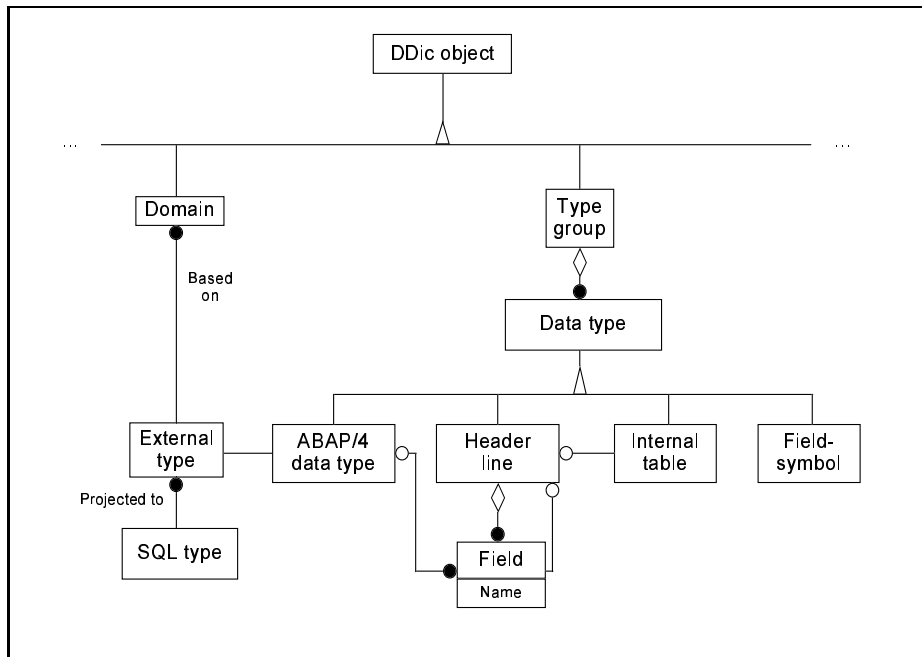 DDic object
... ...
Domain
Type
group
Based
on
Data type
External
type
ABAP/4
data type
Header
line
Internal
table
Field-
symbol
Projected to
SQL type
Field
Name